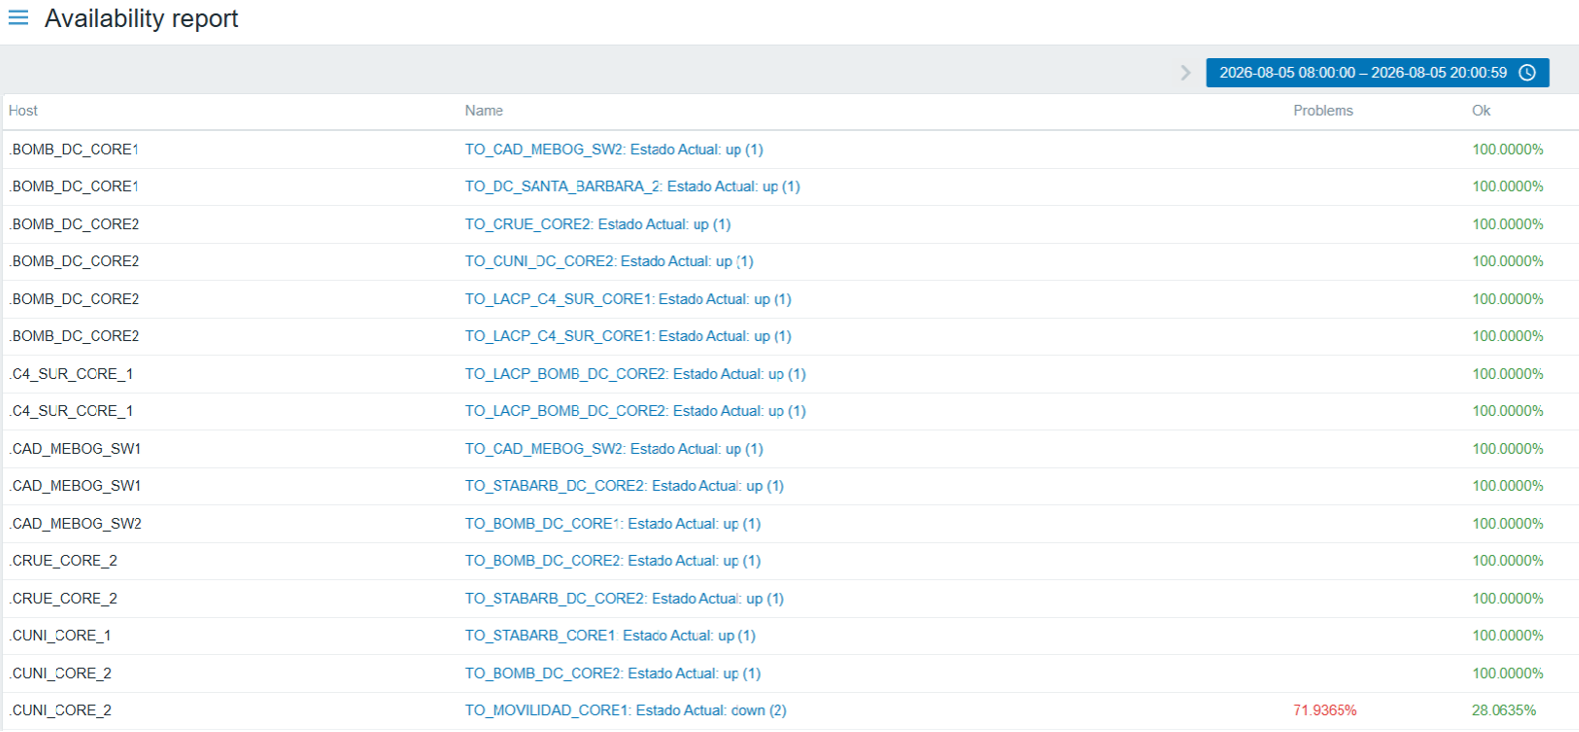 Availability report
2026-08-05 08:00:00 – 2026-08-05 20:00:59
Host Name Problems Ok
.BOMB_DC_CORE1 TO_CAD_MEBOG_SW2: Estado Actual: up (1) 100.0000%
.BOMB_DC_CORE1 TO_DC_SANTA_BARBARA_2: Estado Actual: up (1) 100.0000%
.BOMB_DC_CORE2 TO_CRUE_CORE2: Estado Actual: up (1) 100.0000%
.BOMB_DC_CORE2 TO_CUNI_DC_CORE2: Estado Actual: up (1) 100.0000%
.BOMB_DC_CORE2 TO_LACP_C4_SUR_CORE1: Estado Actual: up (1) 100.0000%
.BOMB_DC_CORE2 TO_LACP_C4_SUR_CORE1: Estado Actual: up (1) 100.0000%
.C4_SUR_CORE_1 TO_LACP_BOMB_DC_CORE2: Estado Actual: up (1) 100.0000%
.C4_SUR_CORE_1 TO_LACP_BOMB_DC_CORE2: Estado Actual: up (1) 100.0000%
.CAD_MEBOG_SW1 TO_CAD_MEBOG_SW2: Estado Actual: up (1) 100.0000%
.CAD_MEBOG_SW1 TO_STABARB_DC_CORE2: Estado Actual: up (1) 100.0000%
.CAD_MEBOG_SW2 TO_BOMB_DC_CORE1: Estado Actual: up (1) 100.0000%
.CRUE_CORE_2 TO_BOMB_DC_CORE2: Estado Actual: up (1) 100.0000%
.CRUE_CORE_2 TO_STABARB_DC_CORE2: Estado Actual: up (1) 100.0000%
.CUNI_CORE_1 TO_STABARB_CORE1: Estado Actual: up (1) 100.0000%
.CUNI_CORE_2 TO_BOMB_DC_CORE2: Estado Actual: up (1) 100.0000%
.CUNI_CORE_2 TO_MOVILIDAD_CORE1: Estado Actual: down (2) 71.9365% 28.0635%